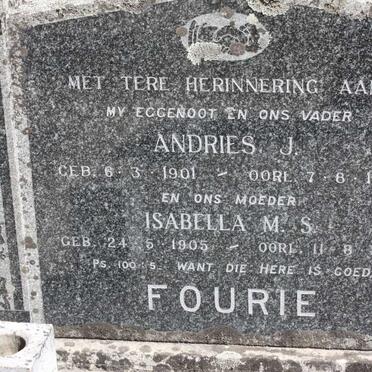 MET TERE HERINNERING AA
MY EGGENOOT EN ONS VADER
ANDRIES J.
GEB. 6-3-1901 - OORL. 7-6-1
EN ONS MOEDER
ISABELLA M. S.
GEB. 24-5-1905 - OORL. 11-8-
PS. 100:5. WANT DIE HERE IS GOED
FOURIE